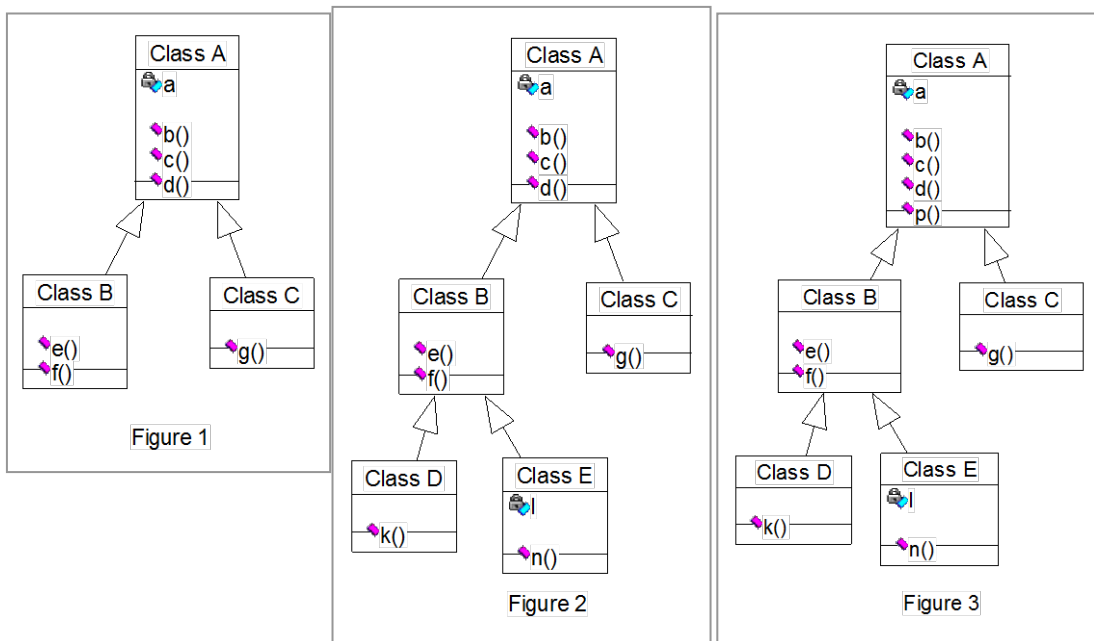 Class A
a
b()
c()
d()
Class B
e()
f()
Class C
g()
Figure 1
Class A
a
b()
c()
d()
Class B
e()
f()
Class C
g()
Class D
k()
Class E
l
n()
Figure 2
Class A
a
b()
c()
d()
p()
Class B
e()
f()
Class C
g()
Class D
k()
Class E
l
n()
Figure 3